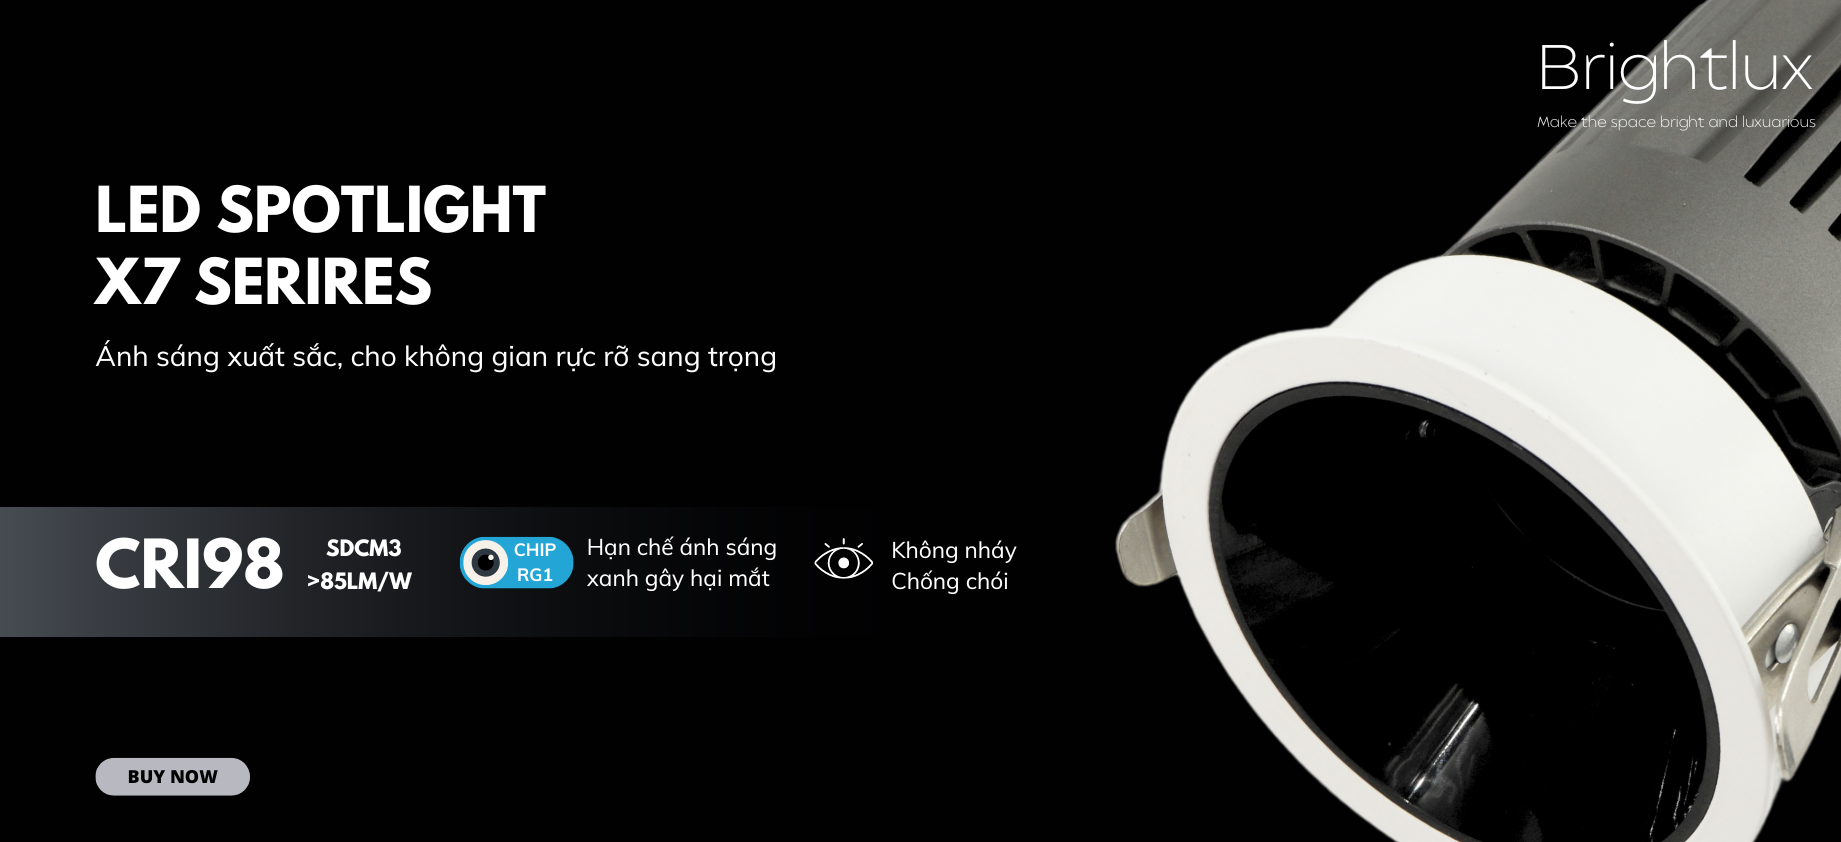 Brightlux
Make the space bright and luxuarious
LED SPOTLIGHT
X7 SERIRES
Ánh sáng xuất sắc, cho không gian rực rỡ sang trọng
CRI98
SDCM3
>85LM/W
CHIP
RG1
Hạn chế ánh sáng
xanh gây hại mắt
Không nháy
Chống chói
BUY NOW